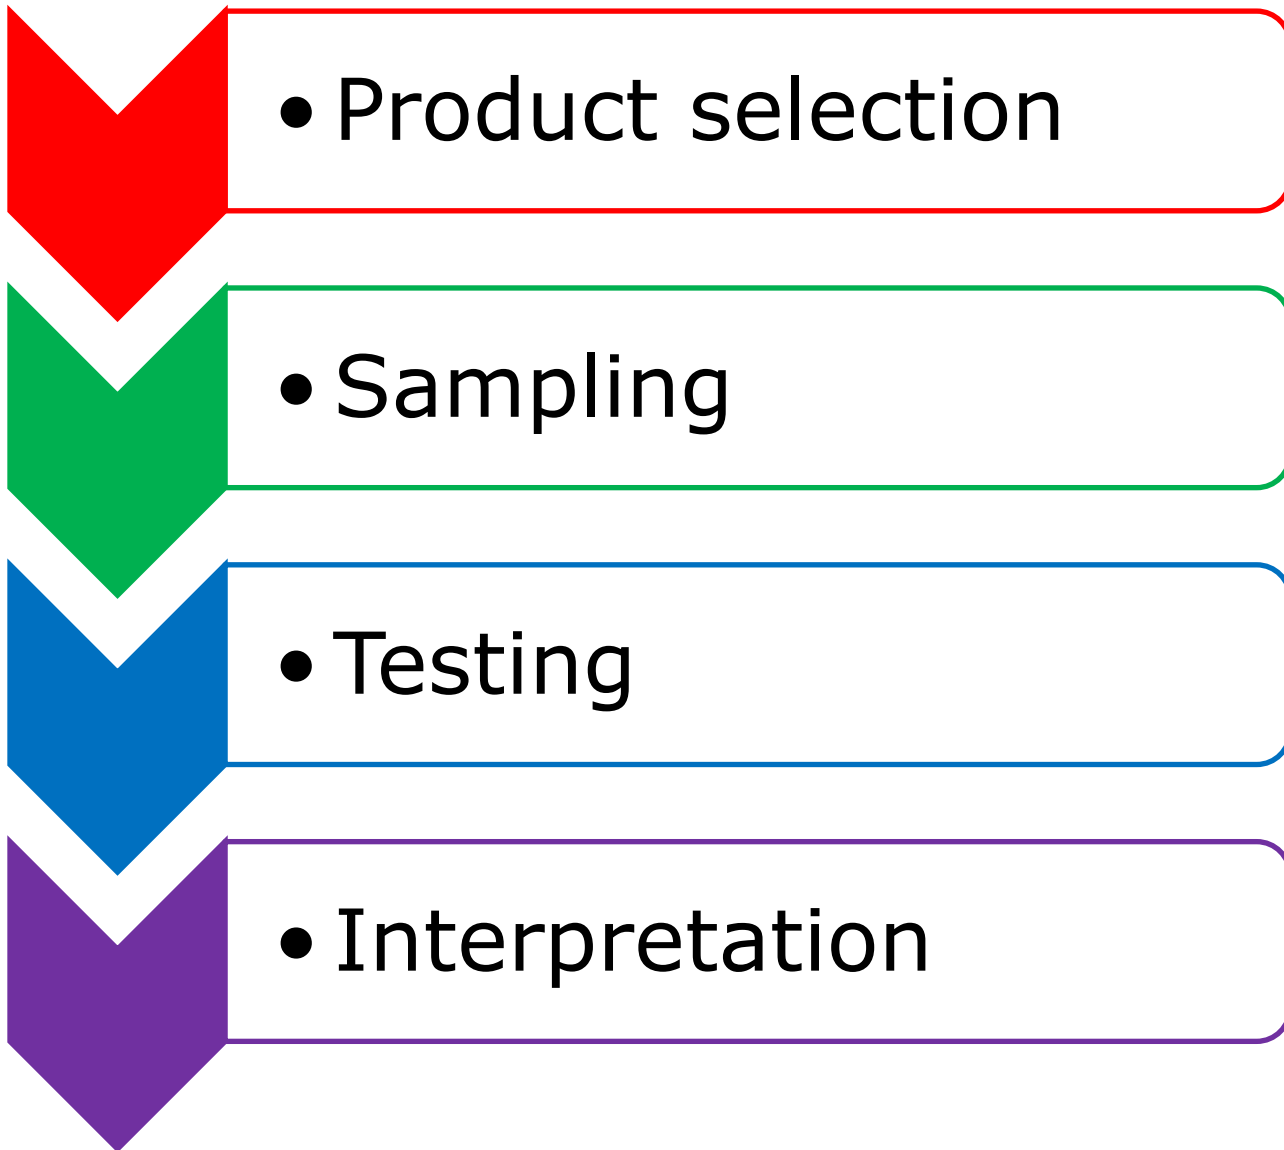 • Product selection
• Sampling
• Testing
• Interpretation